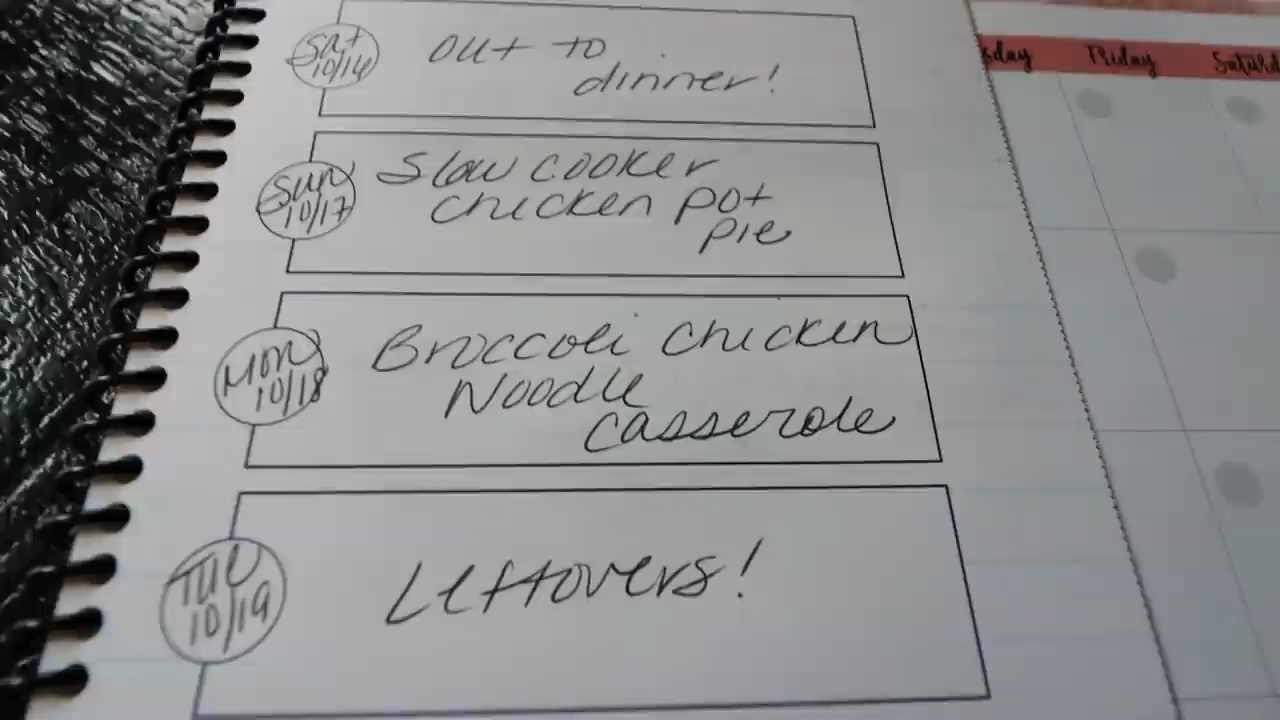 Sat
10/16
out to
dinner!
Sun
10/17
Slow cooker
chicken pot
pie
Mon
10/18
Broccoli chicken
Noodle
casserole
Tue
10/19
Leftovers!
sday Friday Saturd